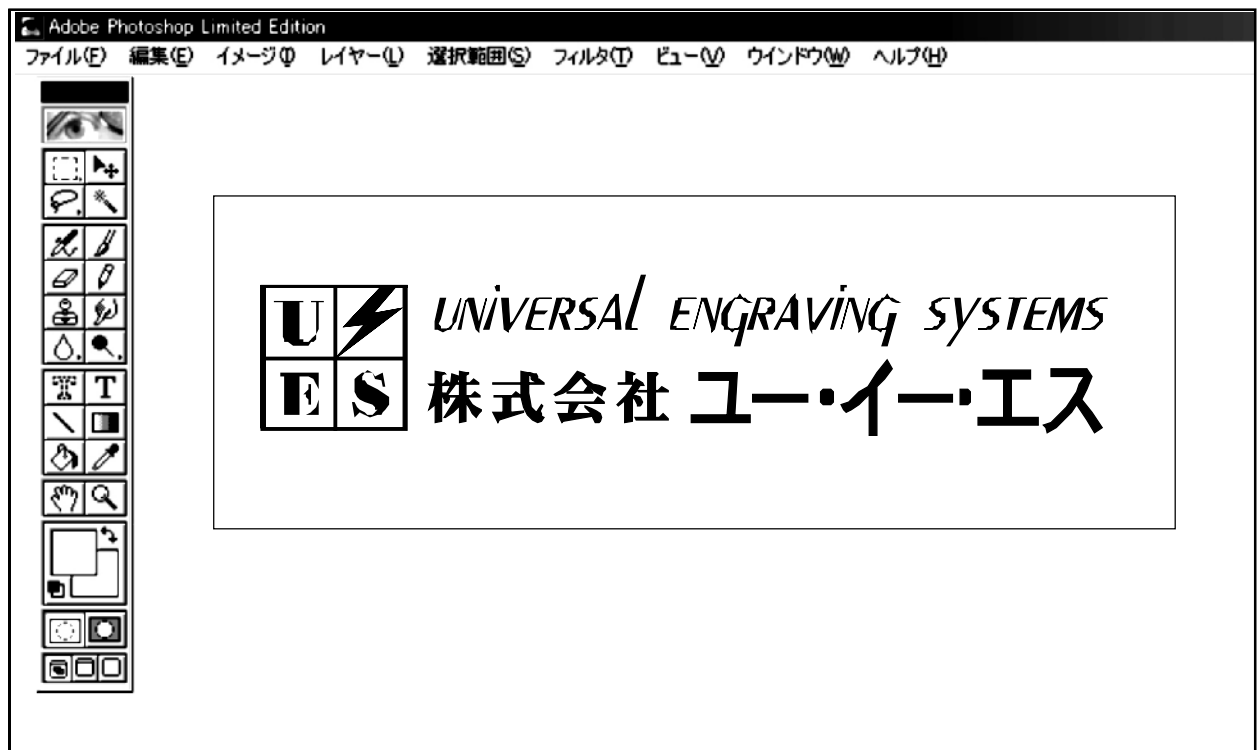 Adobe Photoshop Limited Edition
ファイル(F) 編集(E) イメージ(I) レイヤー(L) 選択範囲(S) フィルタ(T) ビュー(V) ウインドウ(W) ヘルプ(H)
U
E S
UNiVERSAL ENGRAViNG SYSTEMS
株式会社 ユー・イー・エス
T T